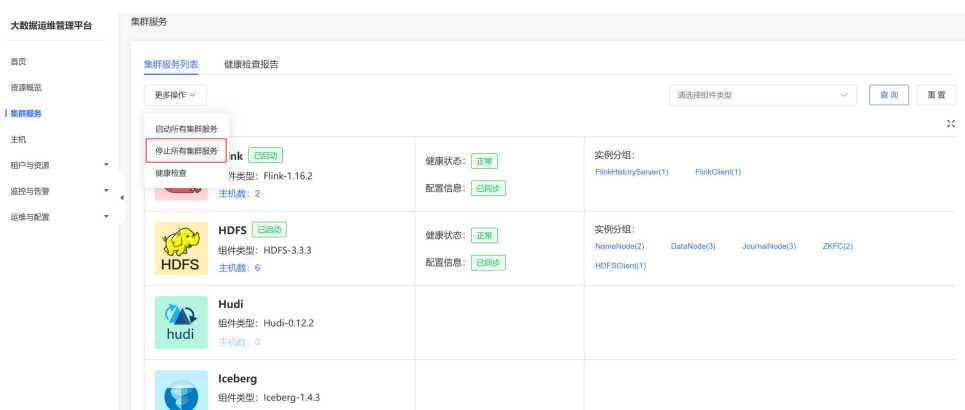 大数据运维管理平台
集群服务
首页
资源概览
集群服务
主机
租户与资源
监控与告警
运维与配置
集群服务列表 健康检查报告
更多操作
请选择组件类型
查询 重置
启动所有集群服务
停止所有集群服务
健康检查
ink 已启动
件类型：Flink-1.16.2
主机数：2
健康状态：正常
配置信息：已同步
实例分组：
FlinkHistoryServer(1) FlinkClient(1)
HDFS
HDFS 已启动
组件类型：HDFS-3.3.3
主机数：6
健康状态：正常
配置信息：已同步
实例分组：
NameNode(2) DataNode(3) JournalNode(3) ZKFC(2)
HDFSClient(1)
hudi
Hudi
组件类型：Hudi-0.12.2
主机数：0
Iceberg
组件类型：Iceberg-1.4.3